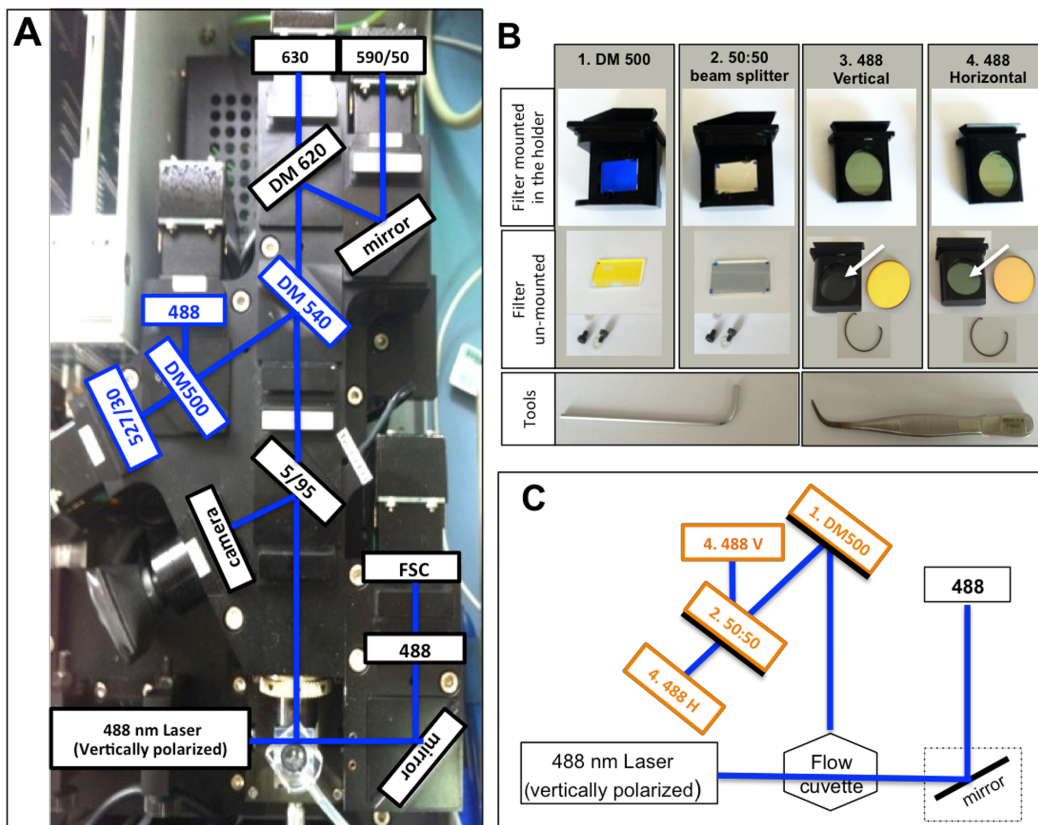 A
630
590/50
DM 620
mirror
DM 540
488
DM500
527/30
5/95
camera
FSC
488
488 nm Laser
(Vertically polarized)
mirror
B
1. DM 500
2. 50:50
beam splitter
3. 488
Vertical
4. 488
Horizontal
Filter mounted
in the holder
Filter
un-mounted
Tools
C
1. DM500
4. 488 V
2. 50:50
4. 488 H
488
488 nm Laser
(vertically polarized)
Flow
cuvette
mirror